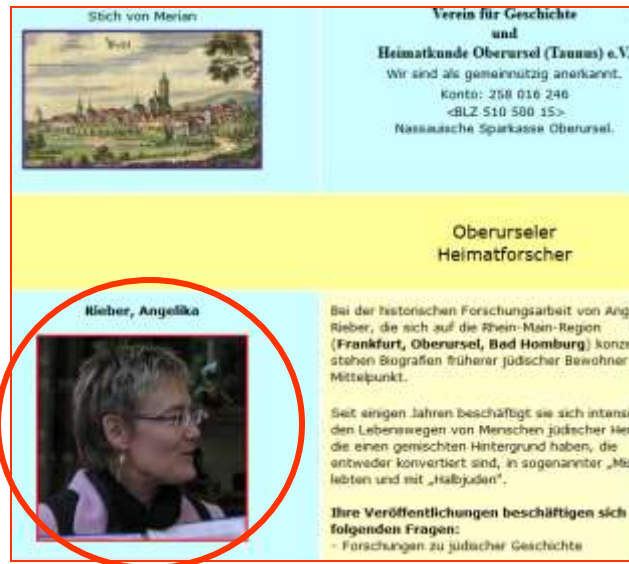 Stich von Merian
Verein für Geschichte
und
Heimatkunde Oberursel (Taunus) e.V
Wir sind als gemeinnützig anerkannt.
Konto: 258 016 246
<BLZ 510 500 15>
Nassauische Sparkasse Oberursel.
Oberurseler
Heimatforscher
Rieber, Angelika
Bei der historischen Forschungsarbeit von Ang
Rieber, die sich auf die Rhein-Main-Region
(Frankfurt, Oberursel, Bad Homburg) konze
stehen Biografien früherer jüdischer Bewohner
Mittelpunkt.
Seit einigen Jahren beschäftigt sie sich intensi
den Lebenswegen von Menschen jüdischer He
die einen gemischten Hintergrund haben, die
entweder konvertiert sind, in sogenannter „Mi
lebten und mit „Halbjuden".
Ihre Veröffentlichungen beschäftigen sich
folgenden Fragen:
- Forschungen zu jüdischer Geschichte